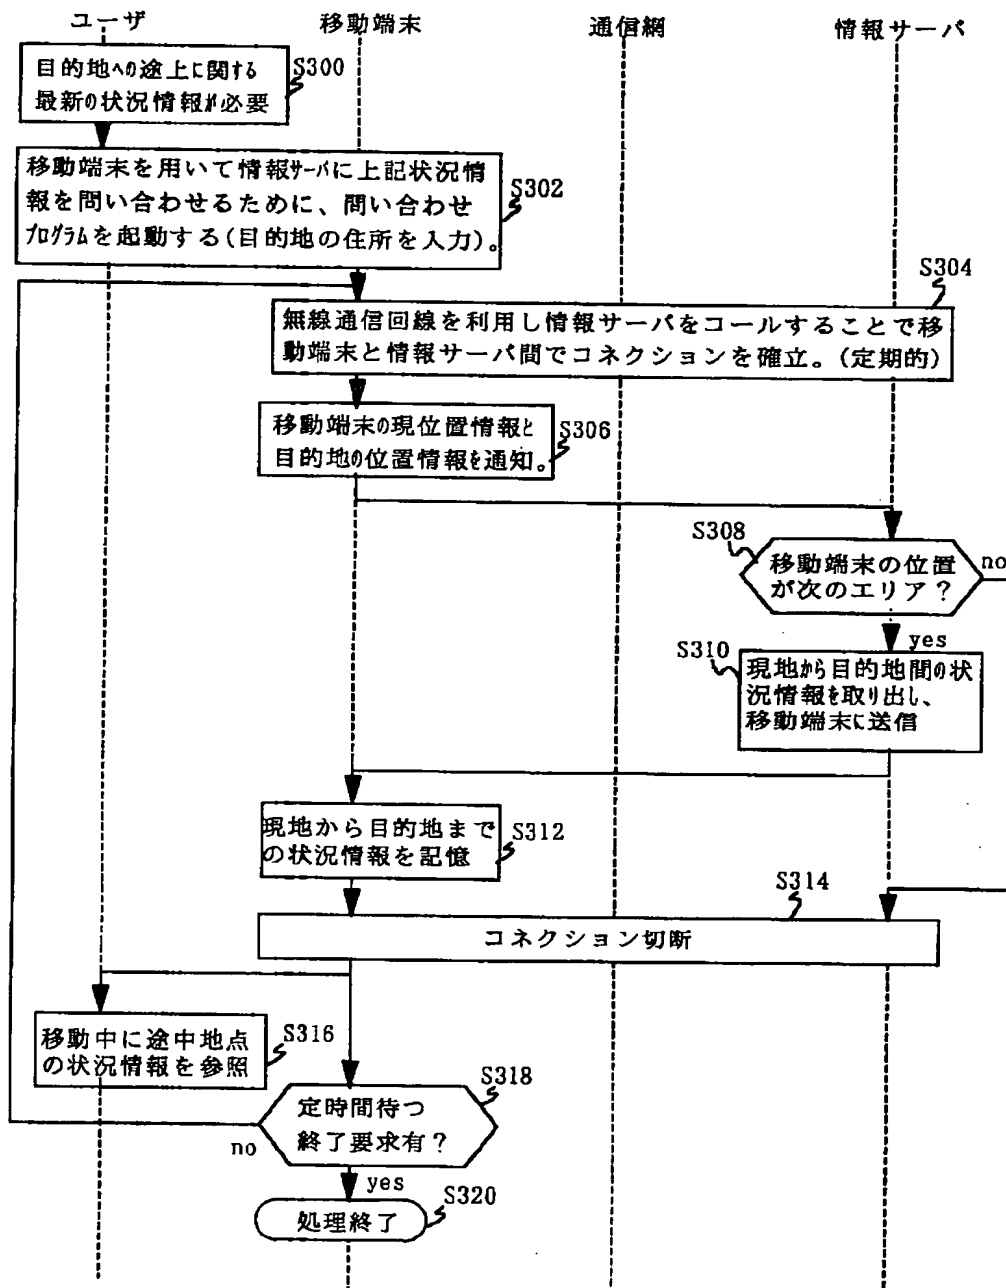 ユーザ
移動端末
通信網
情報サーバ
目的地への途上に関する
最新の状況情報が必要
S300
移動端末を用いて情報サーバに上記状況情
報を問い合わせるために、問い合わせ
プログラムを起動する(目的地の住所を入力)。
S302
S304
無線通信回線を利用し情報サーバをコールすることで移
動端末と情報サーバ間でコネクションを確立。(定期的)
移動端末の現位置情報と
目的地の位置情報を通知。
S306
S308
移動端末の位置
が次のエリア?
no
yes
S310
現地から目的地間の状
況情報を取り出し、
移動端末に送信
現地から目的地まで
の状況情報を記憶
S312
S314
コネクション切断
移動中に途中地点
の状況情報を参照
S316
S318
定時間待つ
終了要求有?
no
yes
S320
処理終了